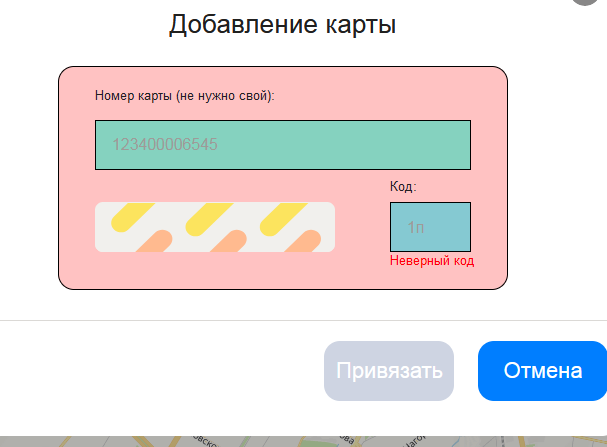 Добавление карты
Номер карты (не нужно свой):
123400006545
Код:
1п
Неверный код
Привязать
Отмена